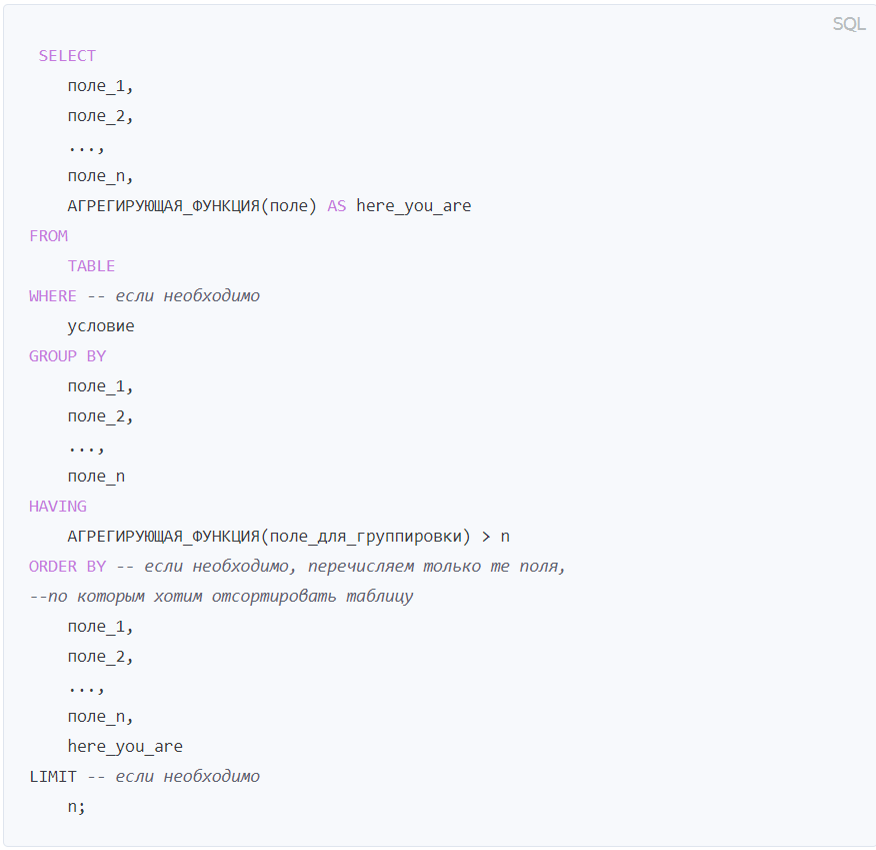 SQL
SELECT
поле_1,
поле_2,
...,
поле_n,
АГРЕГИРУЮЩАЯ_ФУНКЦИЯ(поле) AS here_you_are
FROM
TABLE
WHERE -- если необходимо
условие
GROUP BY
поле_1,
поле_2,
...,
поле_n
HAVING
АГРЕГИРУЮЩАЯ_ФУНКЦИЯ(поле_для_группировки) > n
ORDER BY -- если необходимо, перечисляем только те поля,
--по которым хотим отсортировать таблицу
поле_1,
поле_2,
...,
поле_n,
here_you_are
LIMIT -- если необходимо
n;